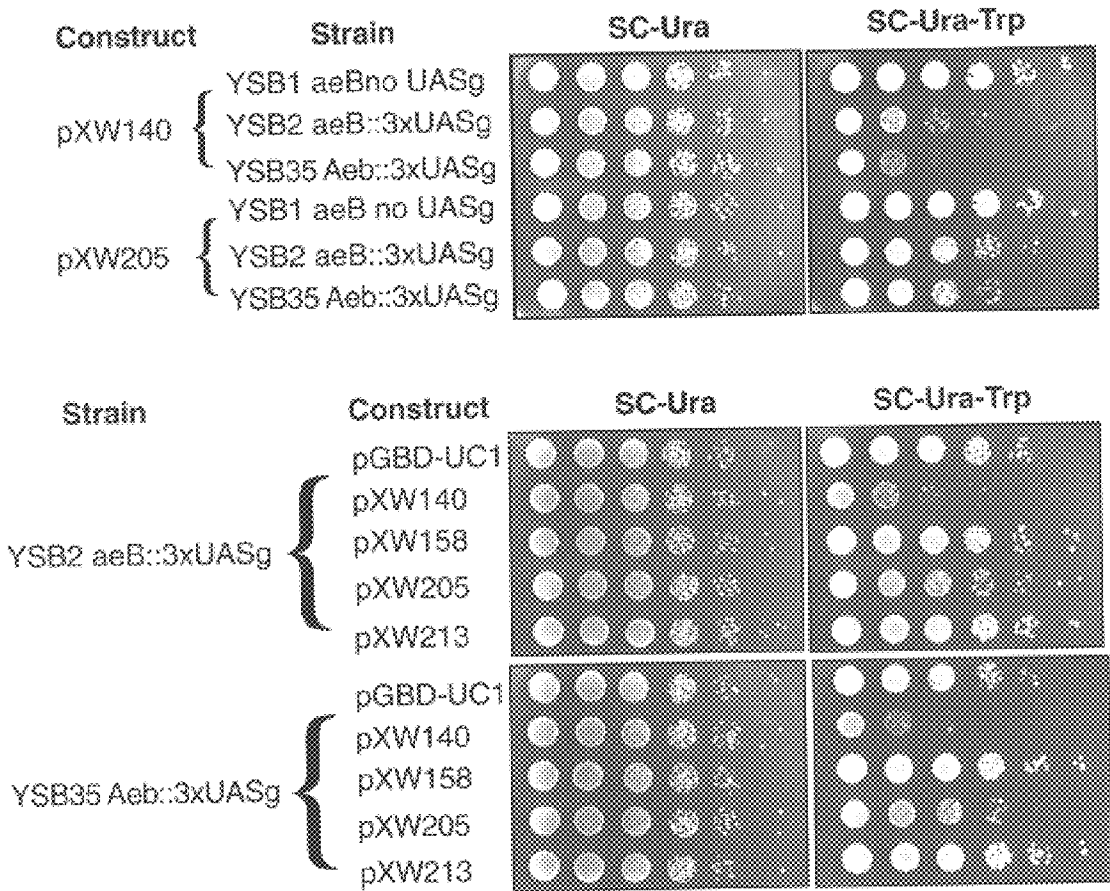 Construct Strain SC-Ura SC-Ura-Trp
YSB1 aeBno UASg
pXW140 YSB2 aeB::3xUASg
YSB35 Aeb::3xUASg
YSB1 aeB no UASg
pXW205 YSB2 aeB::3xUASg
YSB35 Aeb::3xUASg
Strain Construct SC-Ura SC-Ura-Trp
pGBD-UC1
pXW140
YSB2 aeB::3xUASg pXW158
pXW205
pXW213
pGBD-UC1
pXW140
YSB35 Aeb::3xUASg pXW158
pXW205
pXW213